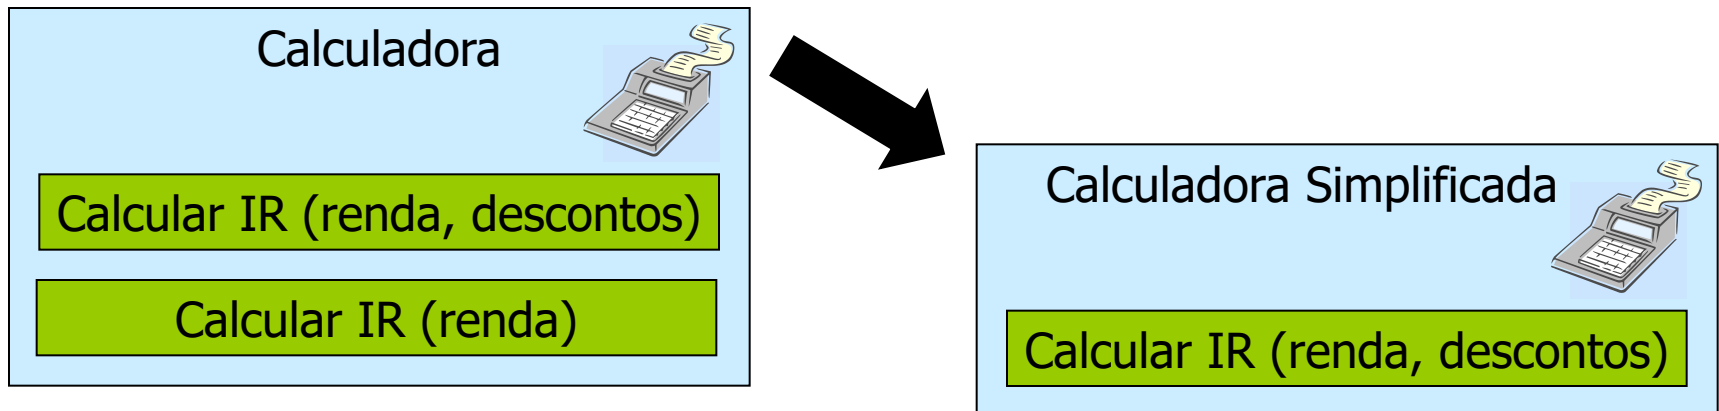 Calculadora
Calcular IR (renda, descontos)
Calcular IR (renda)
Calculadora Simplificada
Calcular IR (renda, descontos)